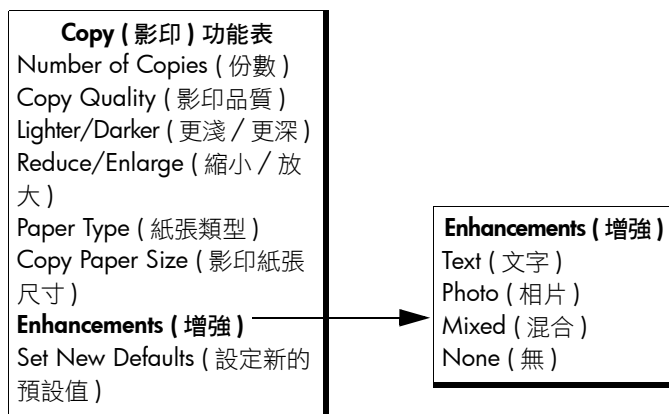 Copy ( 影印 ) 功能表
Number of Copies ( 份數 )
Copy Quality ( 影印品質 )
Lighter/Darker ( 更淺 / 更深 )
Reduce/Enlarge ( 縮小 / 放
大 )
Paper Type ( 紙張類型 )
Copy Paper Size ( 影印紙張
尺寸 )
Enhancements ( 增強 )
Set New Defaults ( 設定新的
預設值 )
Enhancements ( 增強 )
Text ( 文字 )
Photo ( 相片 )
Mixed ( 混合 )
None ( 無 )